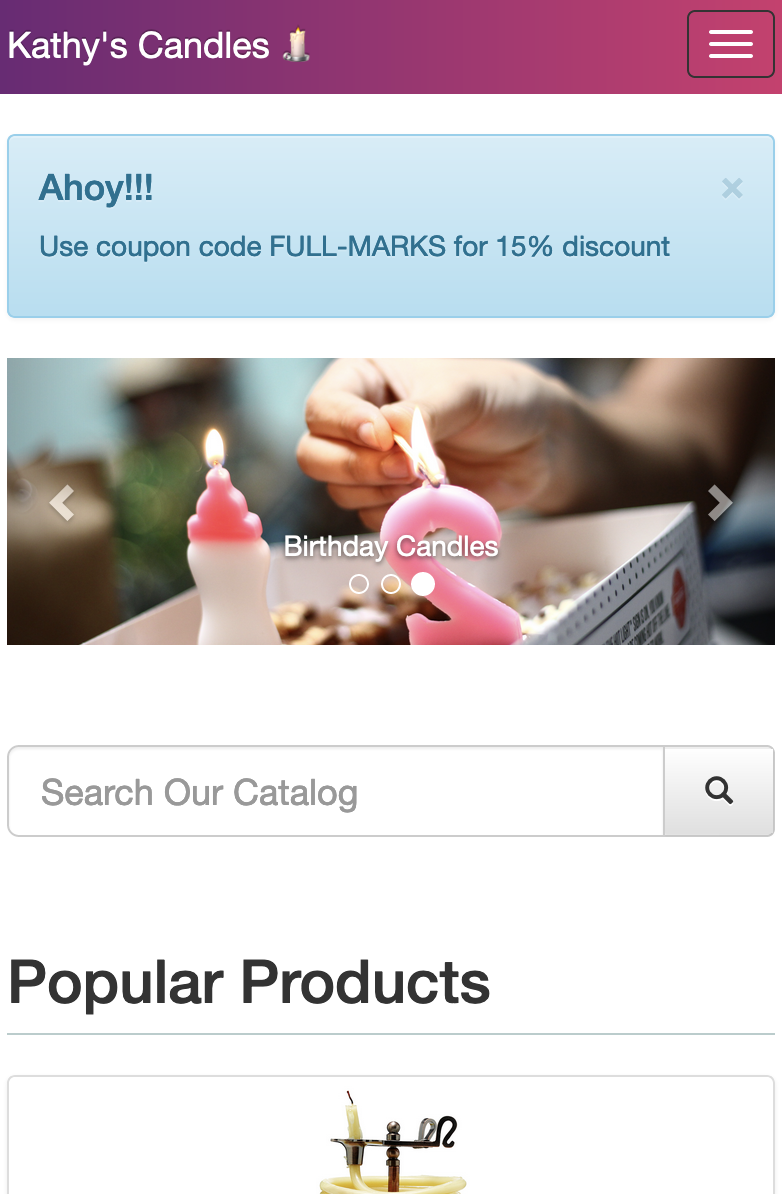 Kathy's Candles 🕯️
Ahoy!!!
×
Use coupon code FULL-MARKS for 15% discount
Birthday Candles
Search Our Catalog
Popular Products